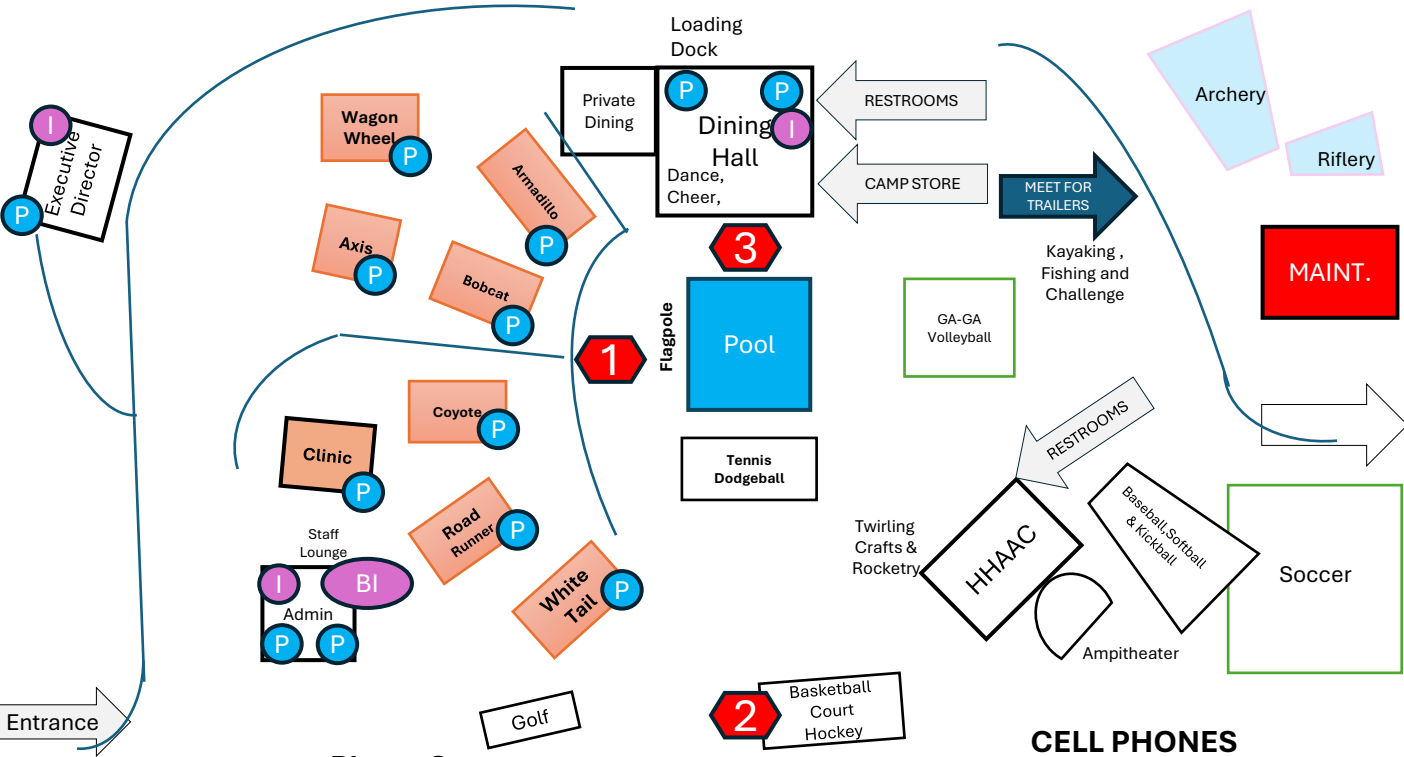 Loading
Dock
P
P
I
Private
Dining
Dining
Hall
Dance,
Cheer,
RESTROOMS
CAMP STORE
MEET FOR
TRAILERS
Kayaking ,
Fishing and
Challenge
Archery
Riflery
MAINT.
I
Executive
Director
P
Wagon
Wheel
P
Armadillo
P
Axis
P
Bobcat
P
3
1
Flagpole
Pool
GA-GA
Volleyball
Coyote
P
Clinic
P
Tennis
Dodgeball
RESTROOMS
Road
Runner
P
Staff
Lounge
I
BI
Admin
P
P
White
Tail
P
Twirling
Crafts &
Rocketry
HHAAC
Baseball,Softball
& Kickball
Soccer
Ampitheater
Entrance
Golf
2
Basketball
Court
Hockey
CELL PHONES